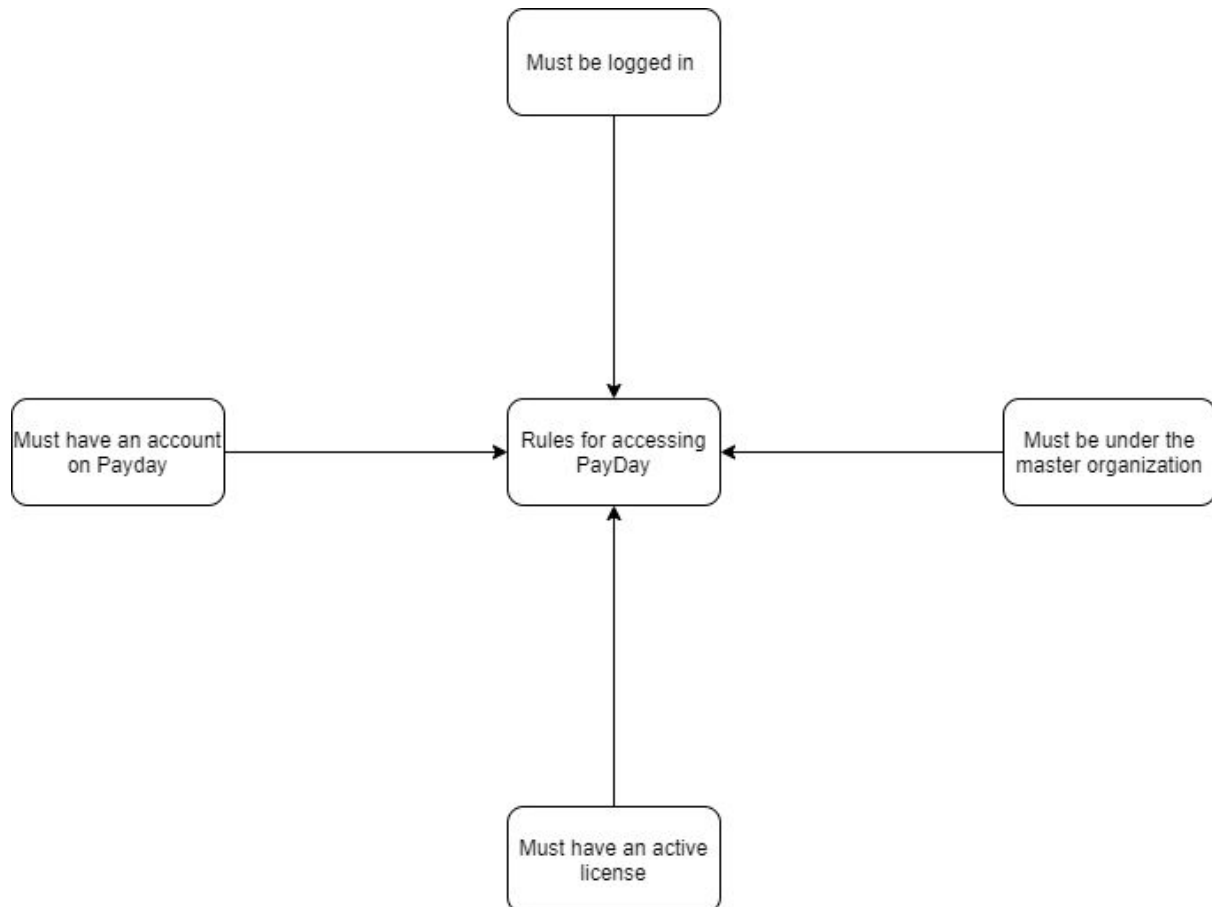 Must be logged in
Must have an account
on Payday
Rules for accessing
PayDay
Must be under the
master organization
Must have an active
license